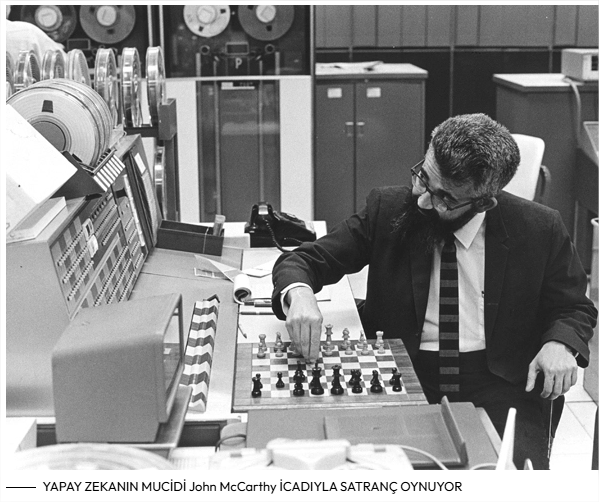 P
YAPAY ZEKANIN MUCİDİ John McCarthy İCADIYLA SATRANÇ OYNUYOR